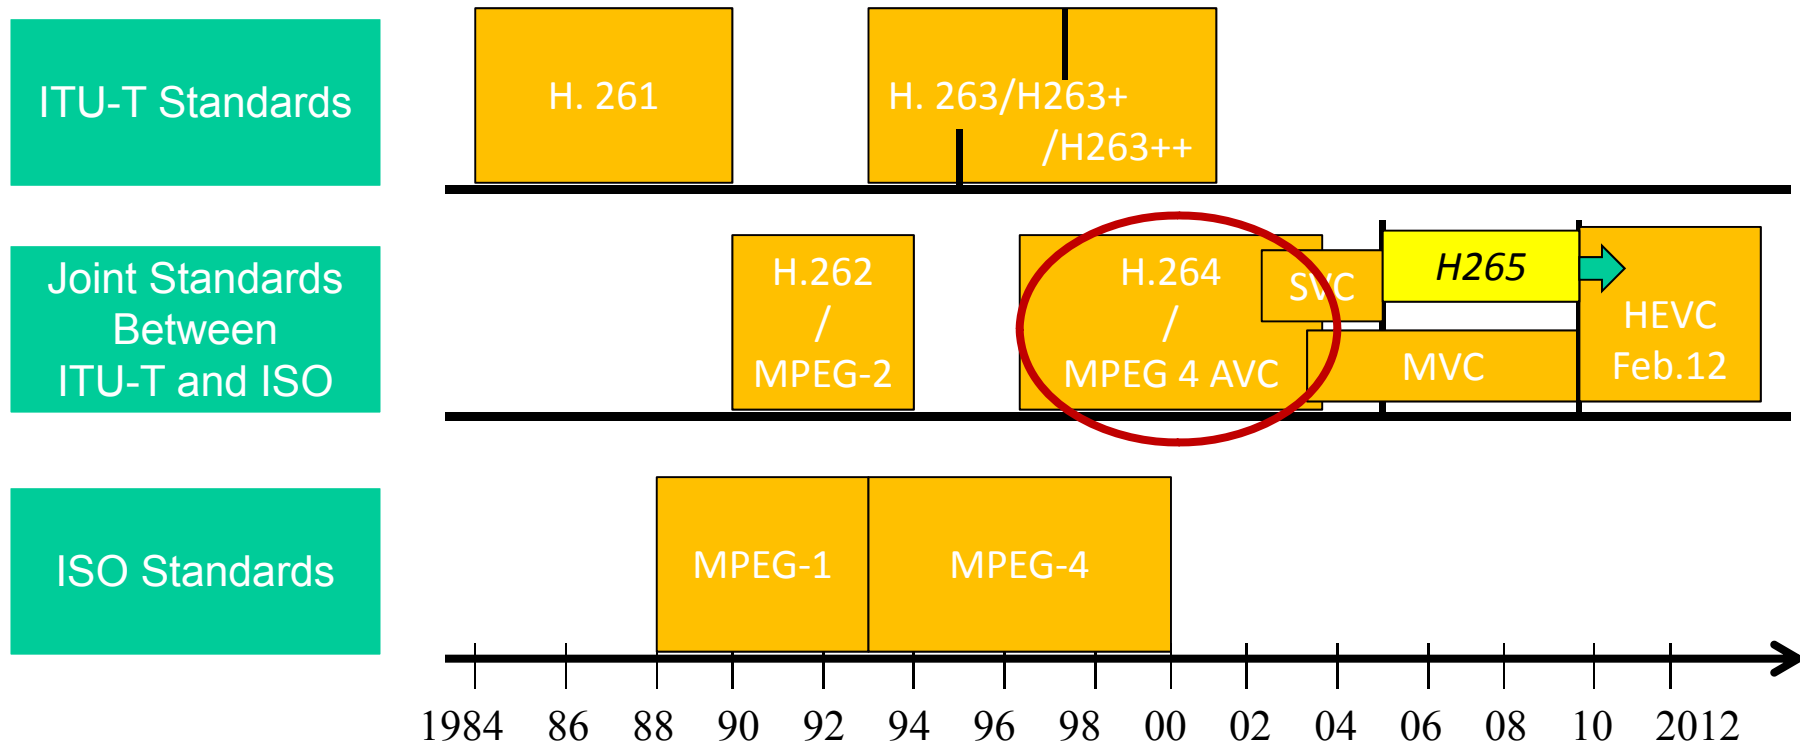 ITU-T Standards
H. 261
H. 263/H263+
/H263++
Joint Standards
Between
ITU-T and ISO
H.262
/
MPEG-2
H.264
/
MPEG 4 AVC
SVC
H265
MVC
HEVC
Feb.12
ISO Standards
MPEG-1
MPEG-4
1984 86 88 90 92 94 96 98 00 02 04 06 08 10 2012